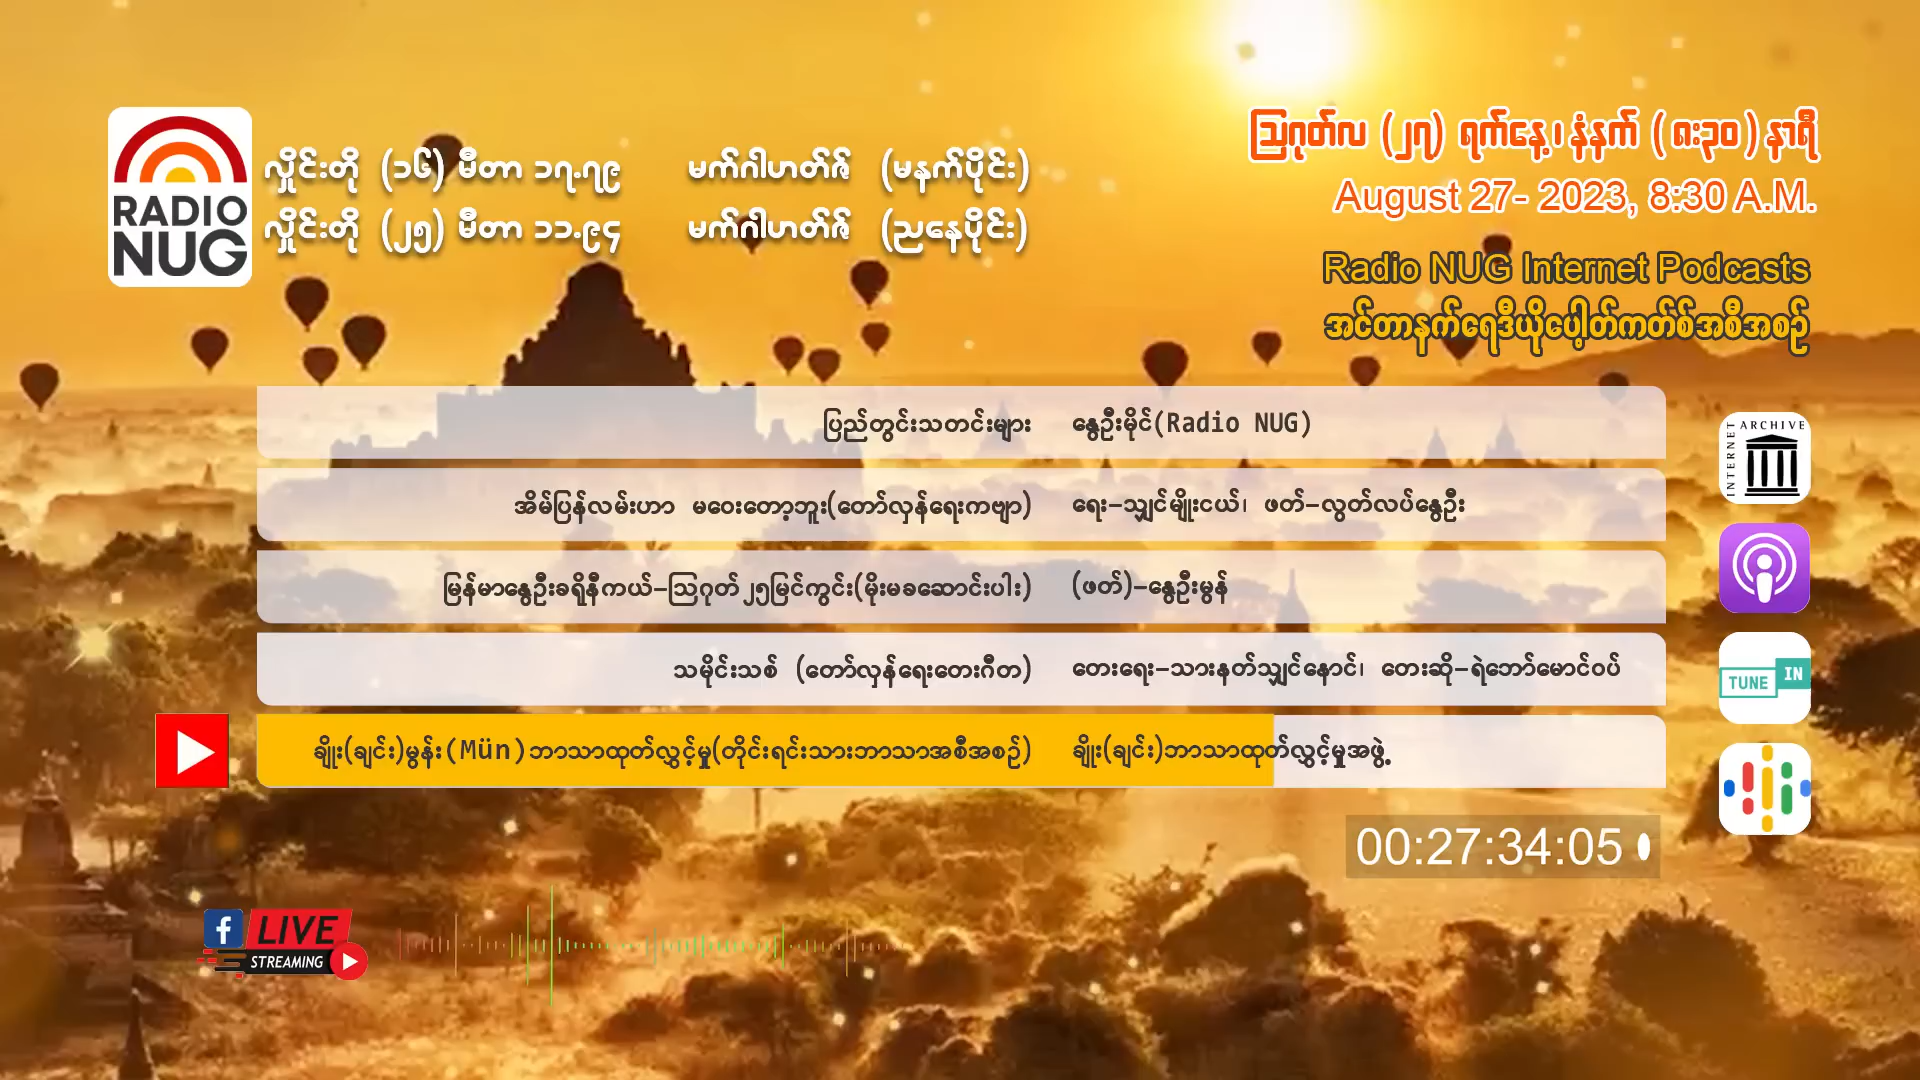 RADIO
NUG
လှိုင်းတို (၁၆) မီတာ ၁၇.၇၉ မက်ဂါဟတ်ဇ် (မနက်ပိုင်း)
လှိုင်းတို (၂၅) မီတာ ၁၁.၉၄ မက်ဂါဟတ်ဇ် (ညနေပိုင်း)
ဩဂုတ်လ (၂၇) ရက်နေ့၊ နံနက် (၈း၃၀) နာရီ
August 27- 2023, 8:30 A.M.
Radio NUG Internet Podcasts
အင်တာနက်ရေဒီယိုပေါ့တ်ကတ်စ်အစီအစဉ်
ပြည်တွင်းသတင်းများ နွေဦးမိုင်(Radio NUG)
အိမ်ပြန်လမ်းဟာ မဝေးတော့ဘူး(တော်လှန်ရေးကဗျာ) ရေး-သျှင်မျိုးငယ်၊ ဖတ်-လွတ်လပ်နွေဦး
မြန်မာနွေဦးခရိုနီကယ်-ဩဂုတ်၂၅မြင်ကွင်း(မိုးမခဆောင်းပါး) (ဖတ်)-နွေဦးမွန်
သမိုင်းသစ် (တော်လှန်ရေးတေးဂီတ) တေးရေး-သားနတ်သျှင်နောင်၊ တေးဆို-ရဲဘော်မောင်ဝပ်
ချိုး(ချင်း)မွန်း(Mün)ဘာသာထုတ်လွှင့်မှု(တိုင်းရင်းသားဘာသာအစီအစဉ်) ချိုး(ချင်း)ဘာသာထုတ်လွှင့်မှုအဖွဲ့
INTERNET ARCHIVE
TUNE IN
00:27:34:05
f LIVE
STREAMING